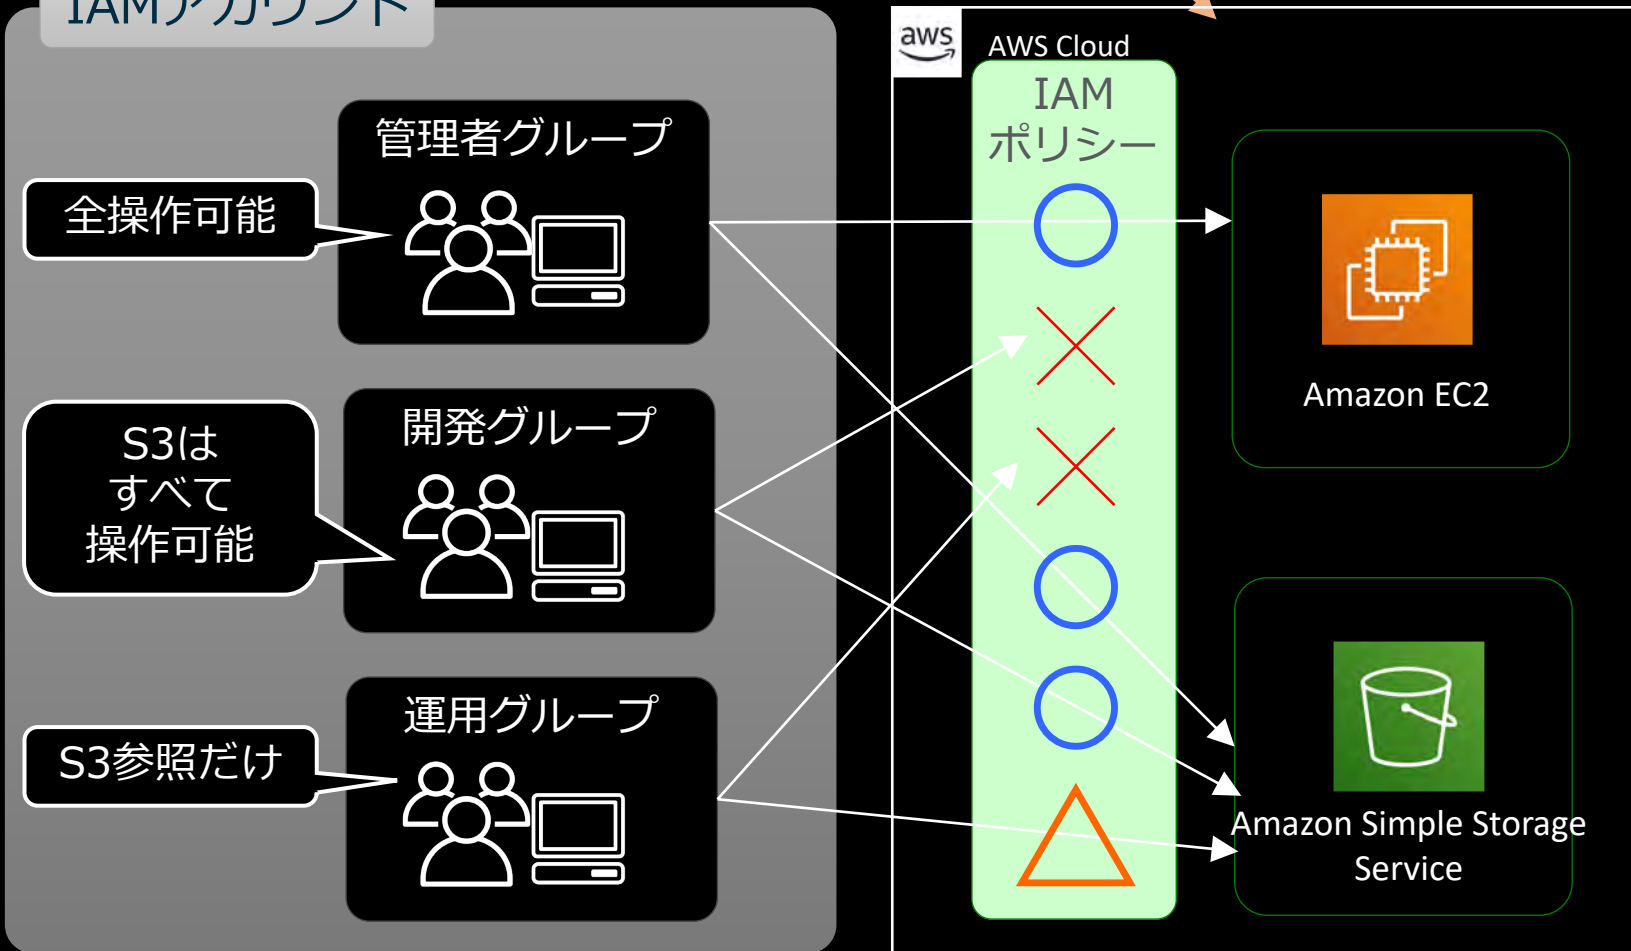 IAMアカウント
管理者グループ
全操作可能
開発グループ
S3は
すべて
操作可能
運用グループ
S3参照だけ
aws
AWS Cloud
IAM
ポリシー
Amazon EC2
Amazon Simple Storage
Service